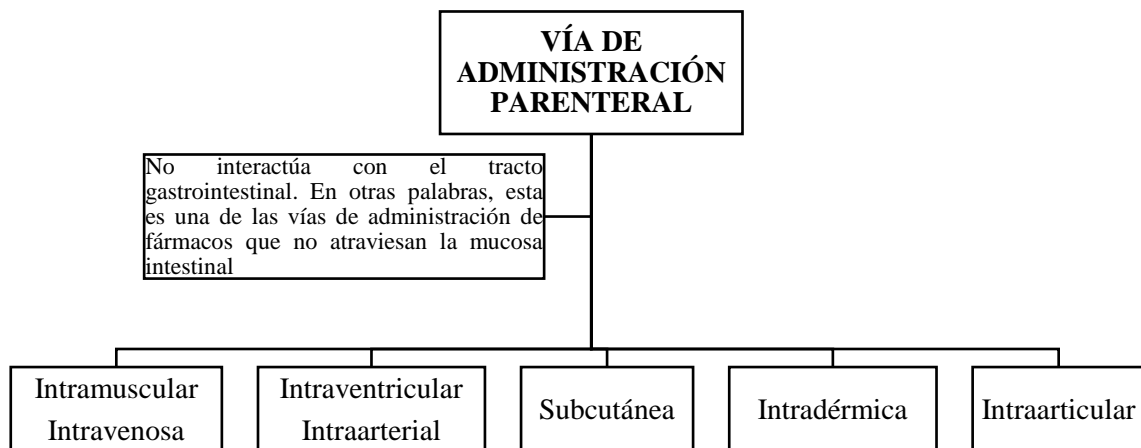 VÍA DE
ADMINISTRACIÓN
PARENTERAL
No interactúa con el tracto
gastrointestinal. En otras palabras, esta
es una de las vías de administración de
fármacos que no atraviesan la mucosa
intestinal
Intramuscular
Intravenosa
Intraventricular
Intraarterial
Subcutánea
Intradérmica
Intraarticular